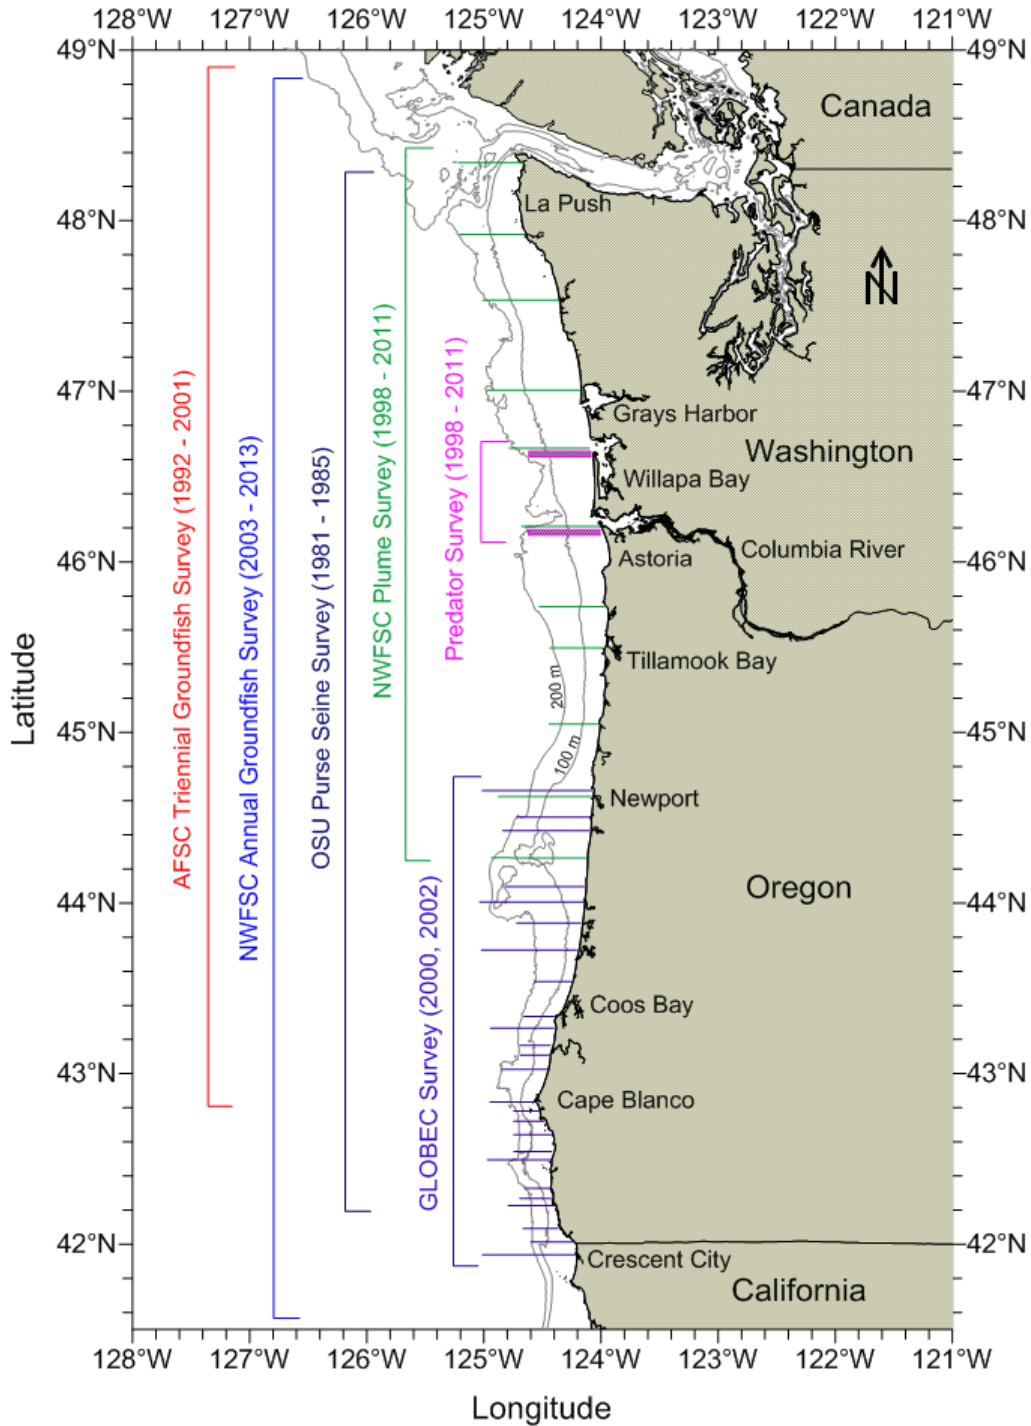 128°W 127°W 126°W 125°W 124°W 123°W 122°W 121°W
49°N 49°N
Canada
La Push
48°N 48°N
N
47°N 47°N
Grays Harbor
Washington
Willapa Bay
46°N 46°N
Astoria
Columbia River
Tillamook Bay
200 m
100 m
45°N 45°N
Newport
Oregon
44°N 44°N
Coos Bay
43°N 43°N
Cape Blanco
42°N 42°N
Crescent City
California
AFSC Triennial Groundfish Survey (1992 - 2001)
NWFSC Annual Groundfish Survey (2003 - 2013)
OSU Purse Seine Survey (1981 - 1985)
NWFSC Plume Survey (1998 - 2011)
Predator Survey (1998 - 2011)
GLOBEC Survey (2000, 2002)
Latitude
128°W 127°W 126°W 125°W 124°W 123°W 122°W 121°W
Longitude